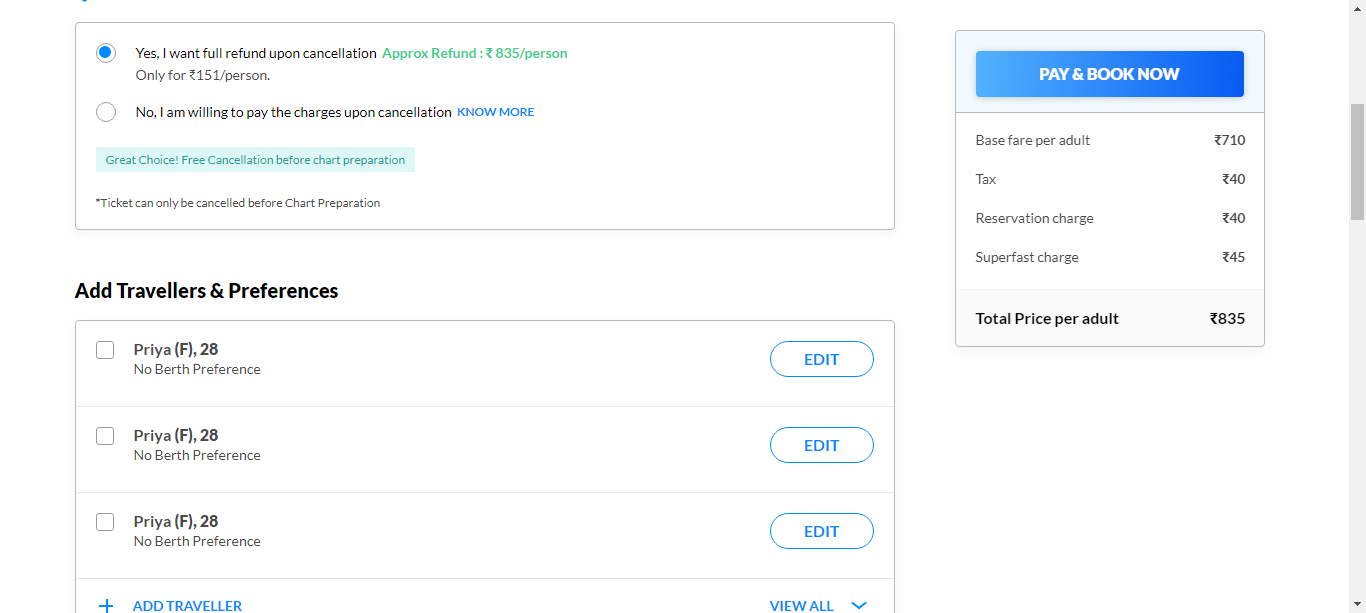 Yes, I want full refund upon cancellation Approx Refund : ₹ 835/person
Only for ₹151/person.
No, I am willing to pay the charges upon cancellation KNOW MORE
Great Choice! Free Cancellation before chart preparation
*Ticket can only be cancelled before Chart Preparation
Add Travellers & Preferences
Priya (F), 28
No Berth Preference
EDIT
Priya (F), 28
No Berth Preference
EDIT
Priya (F), 28
No Berth Preference
EDIT
ADD TRAVELLER
VIEW ALL
PAY & BOOK NOW
Base fare per adult ₹710
Tax ₹40
Reservation charge ₹40
Superfast charge ₹45
Total Price per adult ₹835